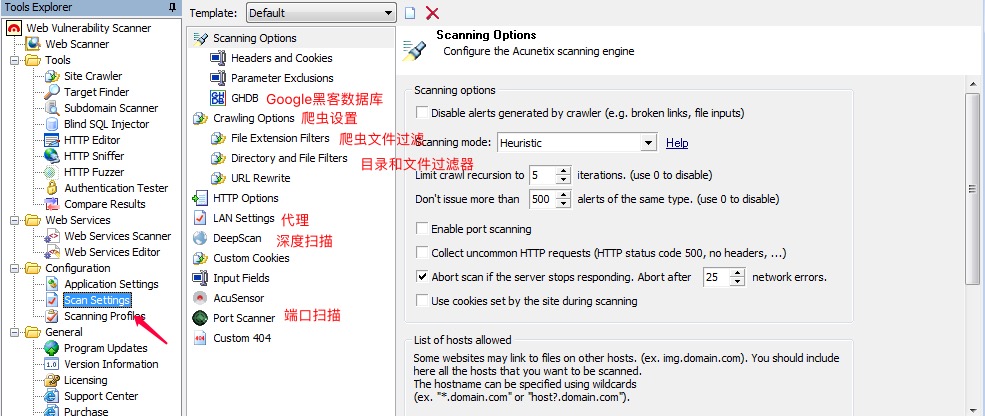 Tools Explorer
Web Vulnerability Scanner
Web Scanner
Tools
Site Crawler
Target Finder
Subdomain Scanner
Blind SQL Injector
HTTP Editor
HTTP Sniffer
HTTP Fuzzer
Authentication Tester
Compare Results
Web Services
Web Services Scanner
Web Services Editor
Configuration
Application Settings
Scan Settings
Scanning Profiles
General
Program Updates
Version Information
Licensing
Support Center
Purchase
Template: Default
Scanning Options
Headers and Cookies
Parameter Exclusions
GHDB Google黑客数据库
Crawling Options 爬虫设置
File Extension Filters 爬虫文件过滤
Directory and File Filters 目录和文件过滤器
URL Rewrite
HTTP Options
LAN Settings 代理
DeepScan 深度扫描
Custom Cookies
Input Fields
AcuSensor
Port Scanner 端口扫描
Custom 404
Scanning Options
Configure the Acunetix scanning engine
Scanning options
Disable alerts generated by crawler (e.g. broken links, file inputs)
Scanning mode: Heuristic Help
Limit crawl recursion to 5 iterations. (use 0 to disable)
Don't issue more than 500 alerts of the same type. (use 0 to disable)
Enable port scanning
Collect uncommon HTTP requests (HTTP status code 500, no headers, ...)
Abort scan if the server stops responding. Abort after 25 network errors.
Use cookies set by the site during scanning
List of hosts allowed
Some websites may link to files on other hosts. (ex. img.domain.com). You should include
here all the hosts that you want to be scanned.
The hostname can be specified using wildcards
(ex. "*.domain.com" or "host?.domain.com").